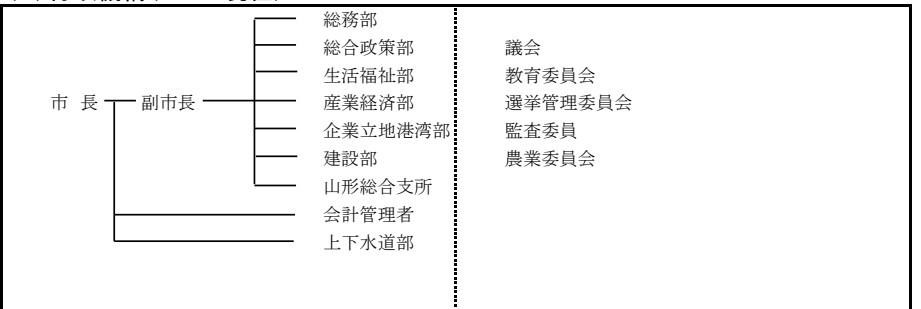 総務部
総合政策部
生活福祉部
市 長 副市長 産業経済部
企業立地港湾部
建設部
山形総合支所
会計管理者
上下水道部
議会
教育委員会
選挙管理委員会
監査委員
農業委員会